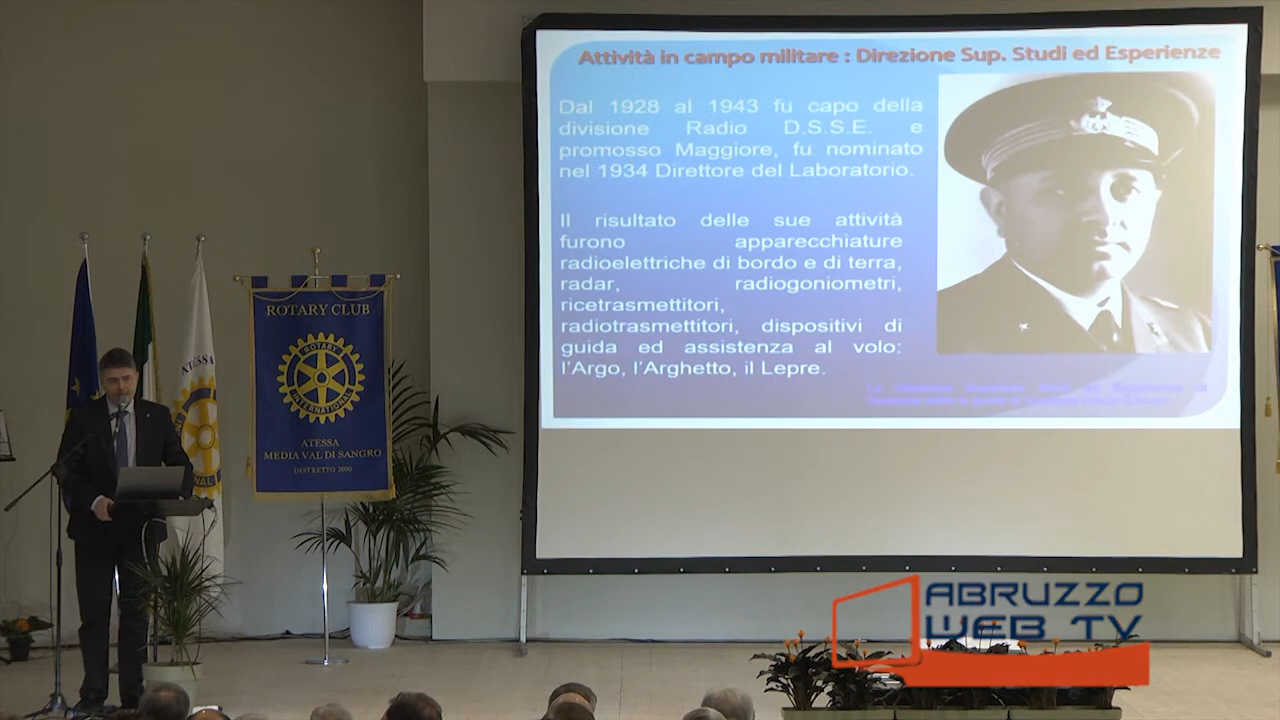 Attività in campo militare : Direzione Sup. Studi ed Esperienze
Dal 1928 al 1943 fu capo della
divisione Radio D.S.S.E. e
promosso Maggiore, fu nominato
nel 1934 Direttore del Laboratorio.
Il risultato delle sue attività
furono apparecchiature
radioelettriche di bordo e di terra,
radar, radiogoniometri,
ricetrasmettitori,
radiotrasmettitori, dispositivi di
guida ed assistenza al volo:
l'Argo, l'Arghetto, il Lepre.
ROTARY CLUB
ROTARY
INTERNATIONAL
ATESSA
MEDIA VAL DI SANGRO
DISTRETTO 2090
ATESSA
ABRUZZO
WEB TV